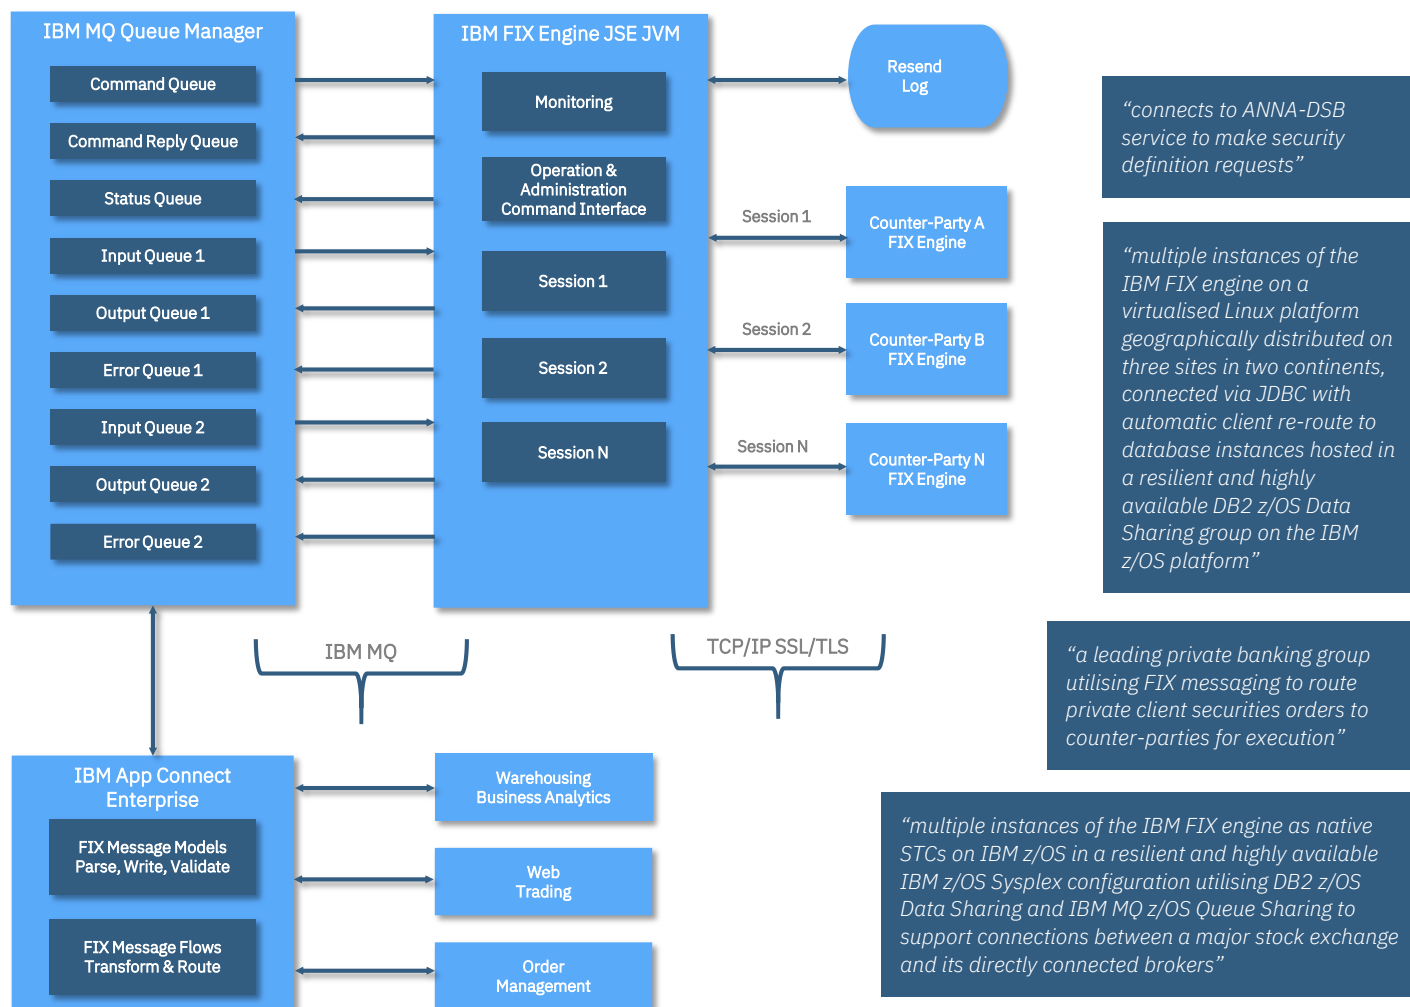 IBM MQ Queue Manager
Command Queue
Command Reply Queue
Status Queue
Input Queue 1
Output Queue 1
Error Queue 1
Input Queue 2
Output Queue 2
Error Queue 2
IBM FIX Engine JSE JVM
Monitoring
Operation &
Administration
Command Interface
Session 1
Session 2
Session N
Resend
Log
Session 1
Counter-Party A
FIX Engine
Session 2
Counter-Party B
FIX Engine
Session N
Counter-Party N
FIX Engine
IBM MQ
TCP/IP SSL/TLS
IBM App Connect
Enterprise
FIX Message Models
Parse, Write, Validate
FIX Message Flows
Transform & Route
Warehousing
Business Analytics
Web
Trading
Order
Management
“connects to ANNA-DSB
service to make security
definition requests”
“multiple instances of the
IBM FIX engine on a
virtualised Linux platform
geographically distributed on
three sites in two continents,
connected via JDBC with
automatic client re-route to
database instances hosted in
a resilient and highly
available DB2 z/OS Data
Sharing group on the IBM
z/OS platform”
“a leading private banking group
utilising FIX messaging to route
private client securities orders to
counter-parties for execution”
“multiple instances of the IBM FIX engine as native
STCs on IBM z/OS in a resilient and highly available
IBM z/OS Sysplex configuration utilising DB2 z/OS
Data Sharing and IBM MQ z/OS Queue Sharing to
support connections between a major stock exchange
and its directly connected brokers”